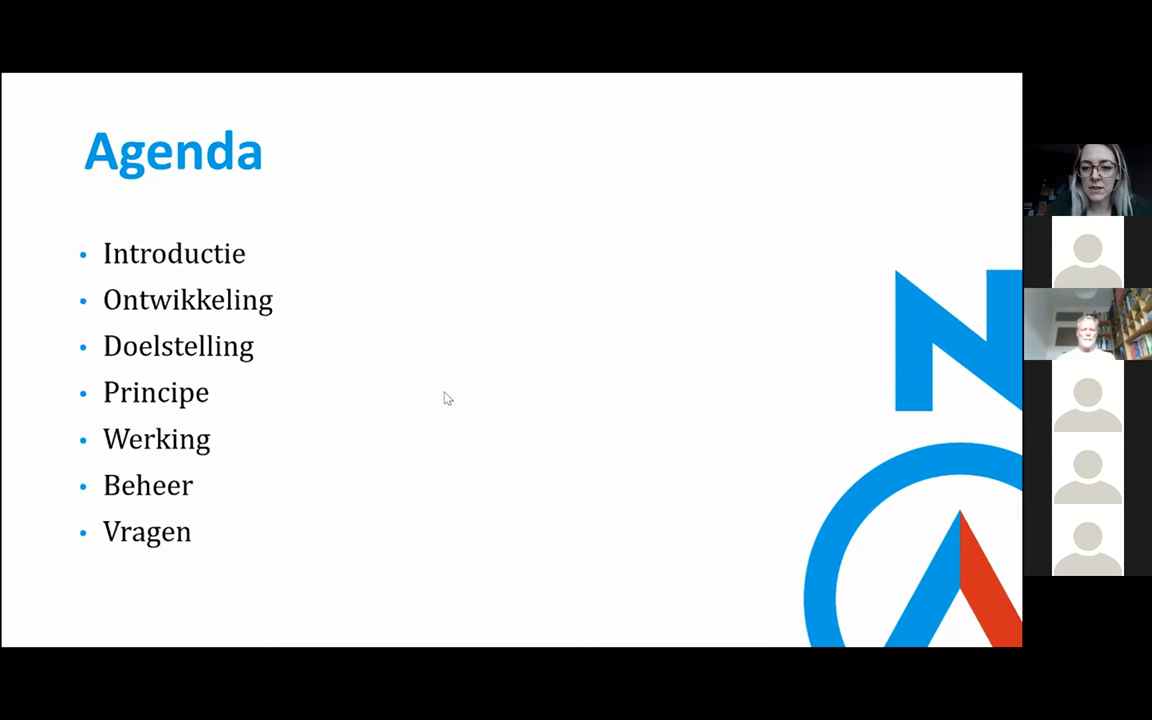 Agenda
Introductie
Ontwikkeling
Doelstelling
Principe
Werking
Beheer
Vragen
N